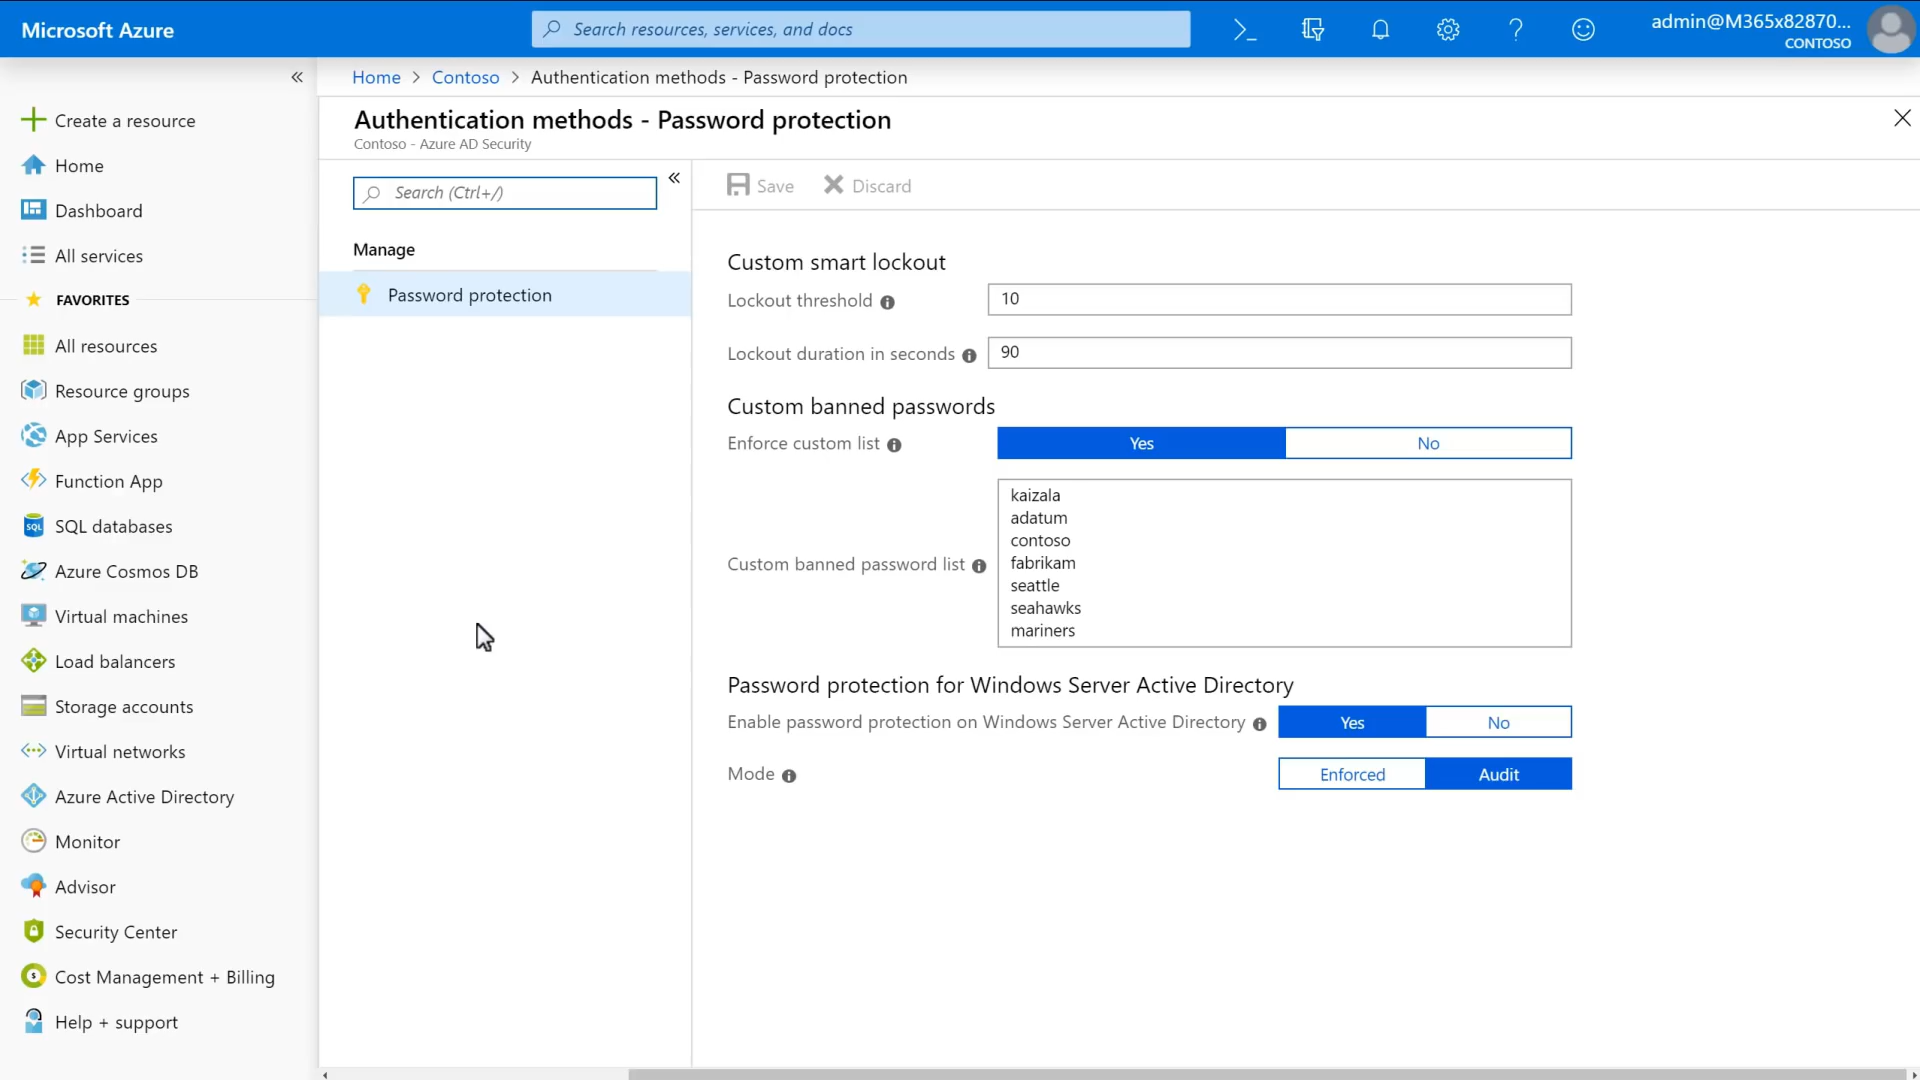 Microsoft Azure
Search resources, services, and docs
admin@M365x82870...
CONTOSO
Home > Contoso > Authentication methods - Password protection
Create a resource
Home
Dashboard
All services
FAVORITES
All resources
Resource groups
App Services
Function App
SQL databases
Azure Cosmos DB
Virtual machines
Load balancers
Storage accounts
Virtual networks
Azure Active Directory
Monitor
Advisor
Security Center
Cost Management + Billing
Help + support
Authentication methods - Password protection
Contoso - Azure AD Security
Search (Ctrl+/)
Manage
Password protection
Save Discard
Custom smart lockout
Lockout threshold 10
Lockout duration in seconds 90
Custom banned passwords
Enforce custom list Yes No
Custom banned password list
kaizala
adatum
contoso
fabrikam
seattle
seahawks
mariners
Password protection for Windows Server Active Directory
Enable password protection on Windows Server Active Directory Yes No
Mode Enforced Audit